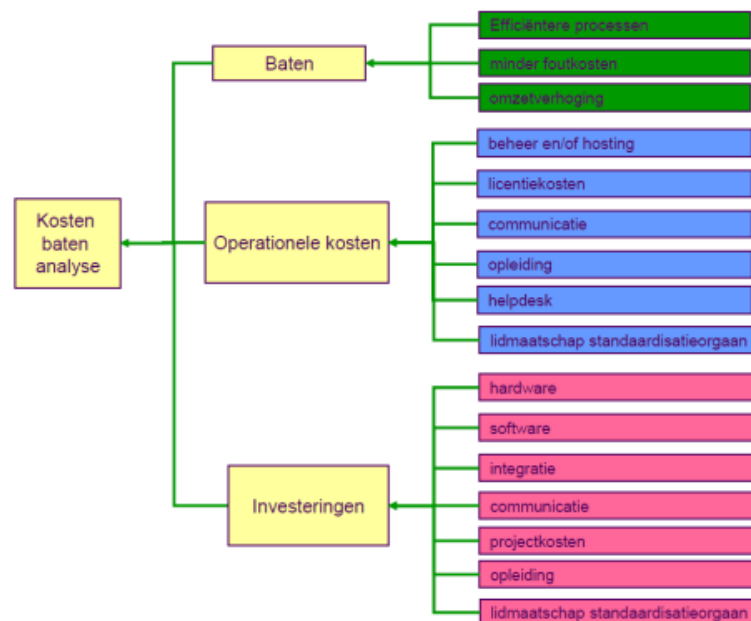 Efficiëntere processen
Baten
minder foutkosten
omzetverhoging
beheer en/of hosting
licentiekosten
communicatie
Kosten
baten
analyse
Operationele kosten
opleiding
helpdesk
lidmaatschap standaardisatieorgaan
hardware
software
integratie
Investeringen
communicatie
projectkosten
opleiding
lidmaatschap standaardisatieorgaan